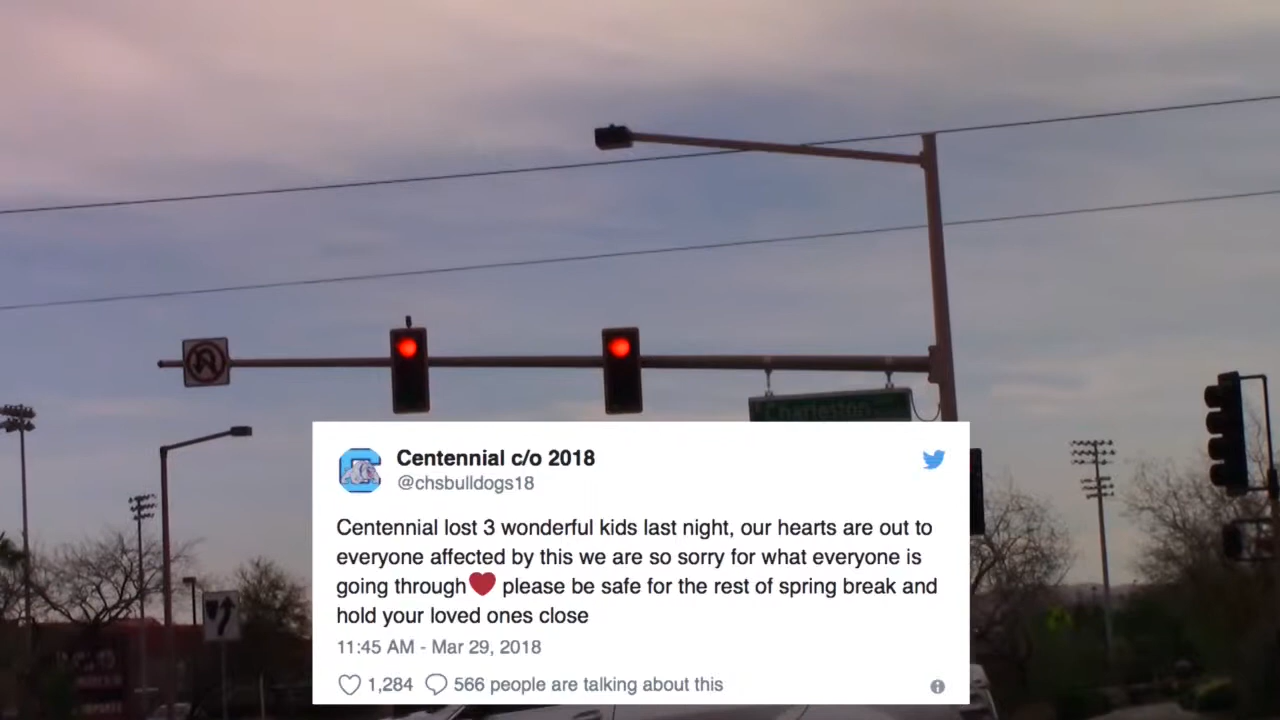 Charleston
Centennial c/o 2018
@chsbulldogs18
Centennial lost 3 wonderful kids last night, our hearts are out to
everyone affected by this we are so sorry for what everyone is
going through❤️ please be safe for the rest of spring break and
hold your loved ones close
11:45 AM - Mar 29, 2018
1,284 566 people are talking about this